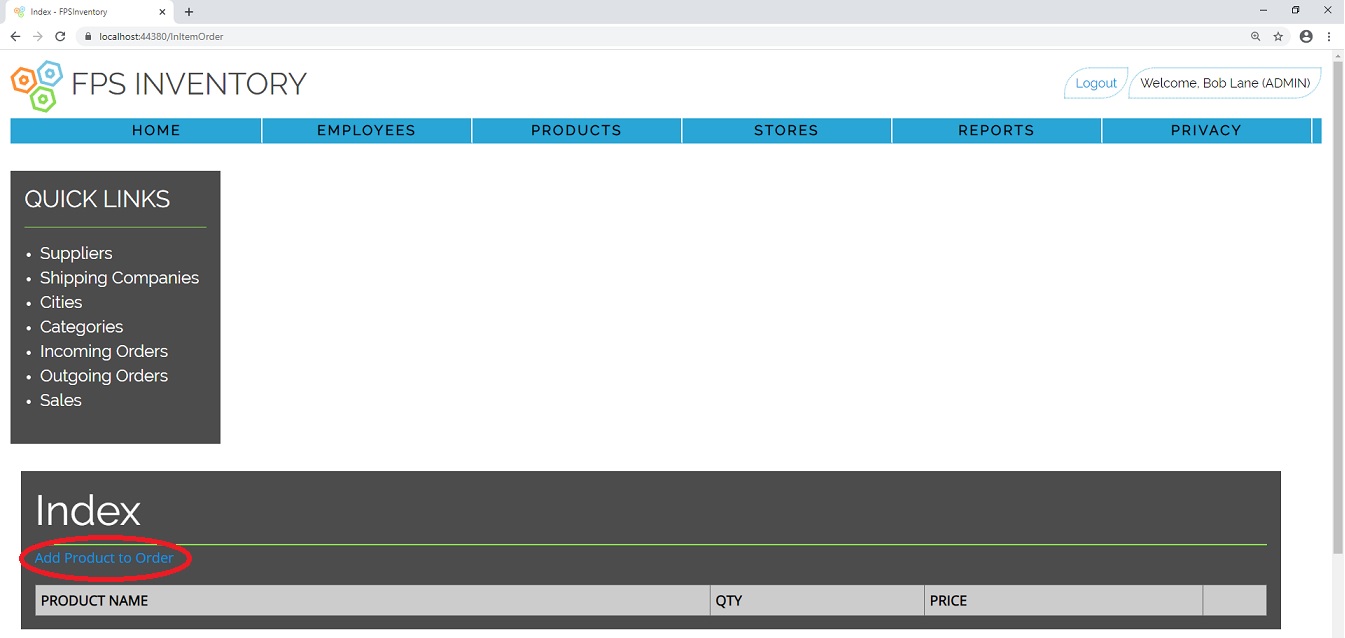 Index - FPSInventory
localhost:44380/InItemOrder
FPS INVENTORY
Logout
Welcome, Bob Lane (ADMIN)
HOME EMPLOYEES PRODUCTS STORES REPORTS PRIVACY
QUICK LINKS
• Suppliers
• Shipping Companies
• Cities
• Categories
• Incoming Orders
• Outgoing Orders
• Sales
Index
Add Product to Order
PRODUCT NAME QTY PRICE